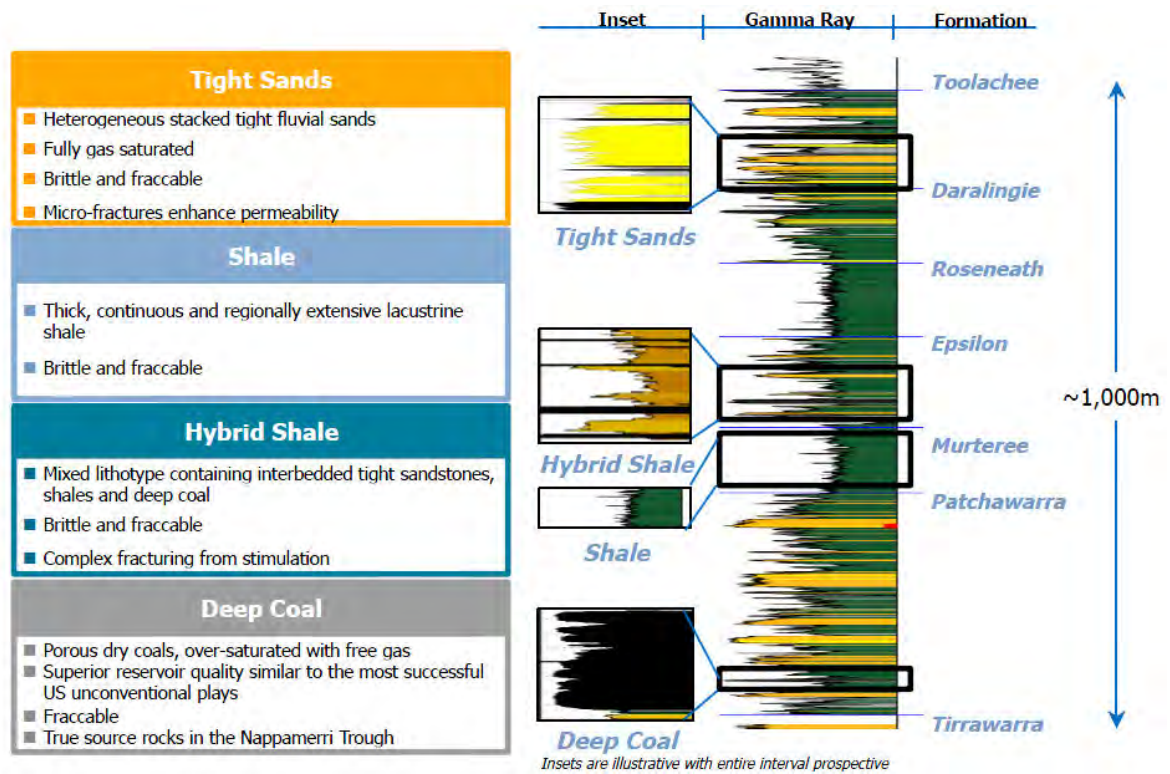 Inset
Gamma Ray
Formation
Tight Sands
Heterogeneous stacked tight fluvial sands
Fully gas saturated
Brittle and fraccable
Micro-fractures enhance permeability
Shale
Thick, continuous and regionally extensive lacustrine
shale
Brittle and fraccable
Hybrid Shale
Mixed lithotype containing interbedded tight sandstones,
shales and deep coal
Brittle and fraccable
Complex fracturing from stimulation
Deep Coal
Porous dry coals, over-saturated with free gas
Superior reservoir quality similar to the most successful
US unconventional plays
Fraccable
True source rocks in the Nappamerri Trough
Tight Sands
Hybrid Shale
Shale
Deep Coal
Insets are illustrative with entire interval prospective
Toolachee
Daralingie
Roseneath
Epsilon
Murteree
Patchawarra
Tirrawarra
~1,000m